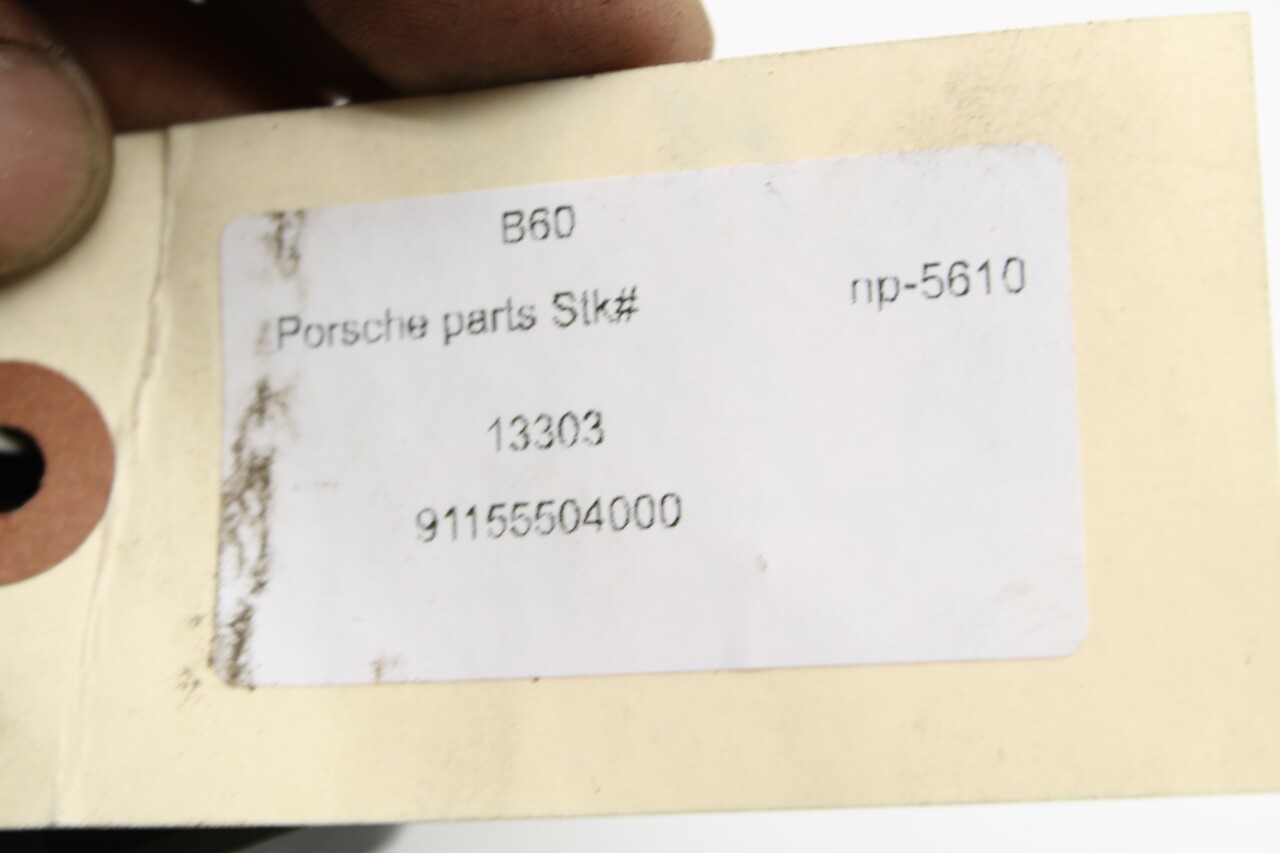 B60
Porsche parts Stk#
np-5610
13303
91155504000